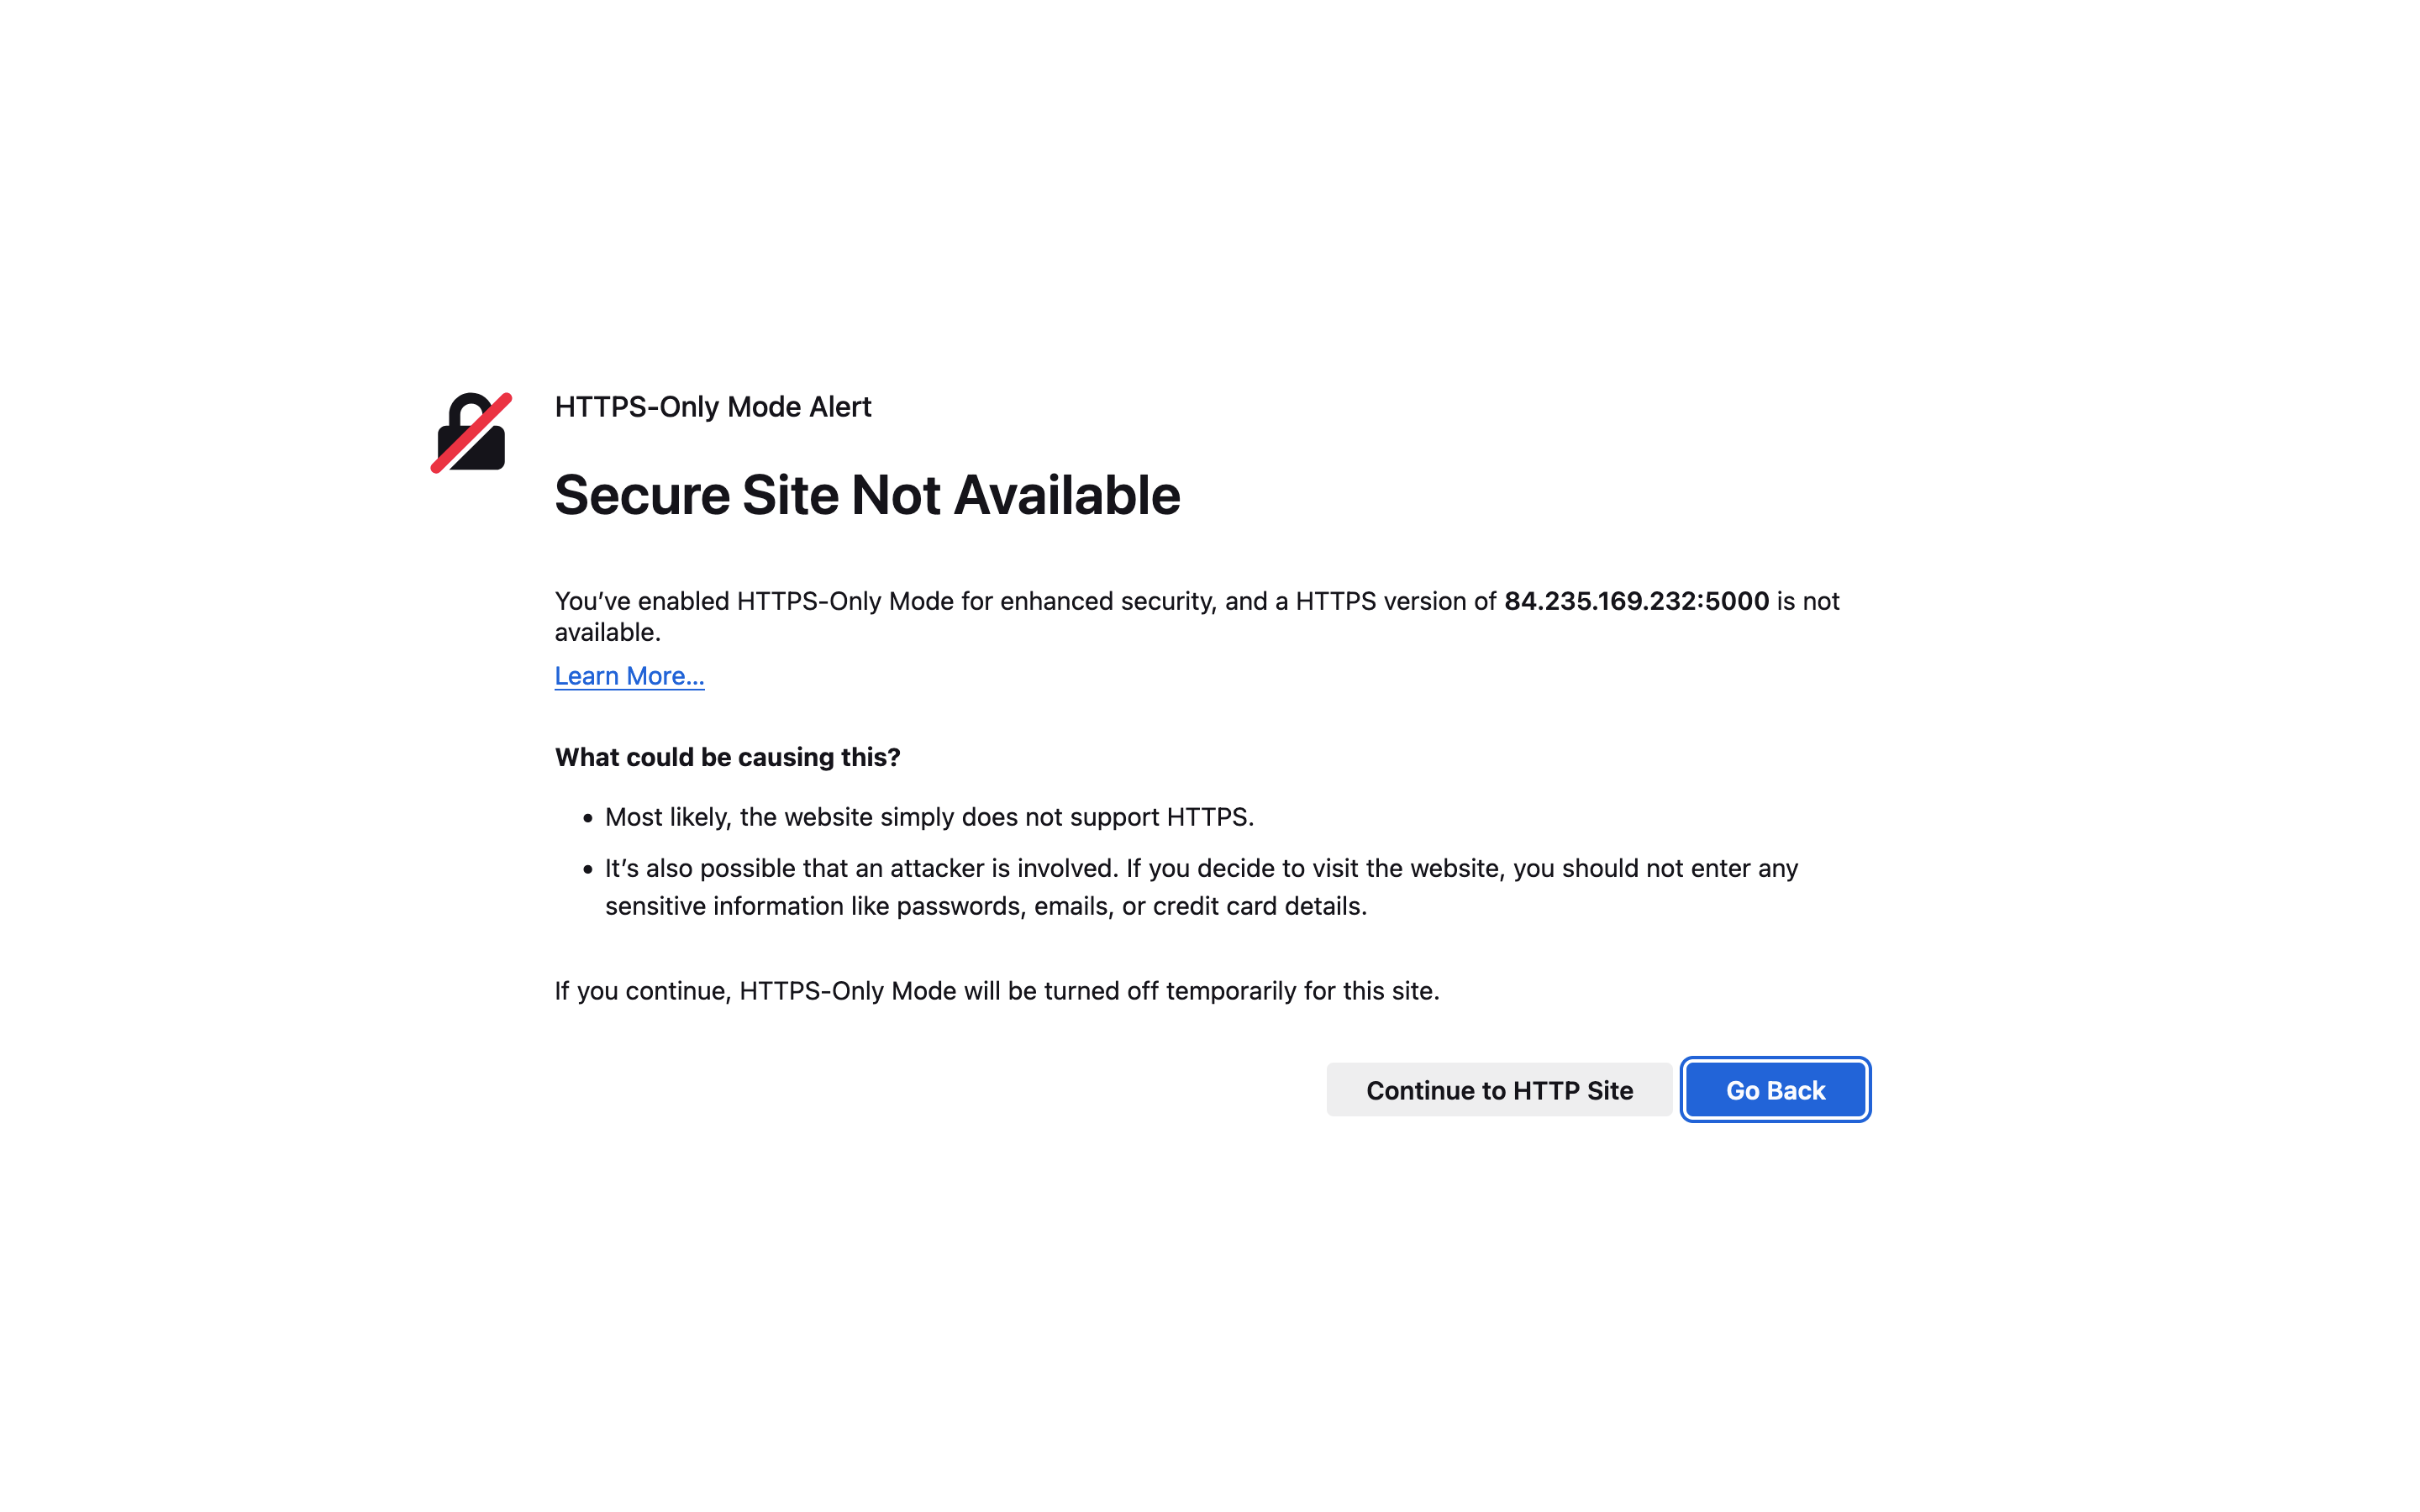 HTTPS-Only Mode Alert
Secure Site Not Available
You’ve enabled HTTPS-Only Mode for enhanced security, and a HTTPS version of 84.235.169.232:5000 is not
available.
Learn More…
What could be causing this?
• Most likely, the website simply does not support HTTPS.
• It’s also possible that an attacker is involved. If you decide to visit the website, you should not enter any
sensitive information like passwords, emails, or credit card details.
If you continue, HTTPS-Only Mode will be turned off temporarily for this site.
Continue to HTTP Site
Go Back